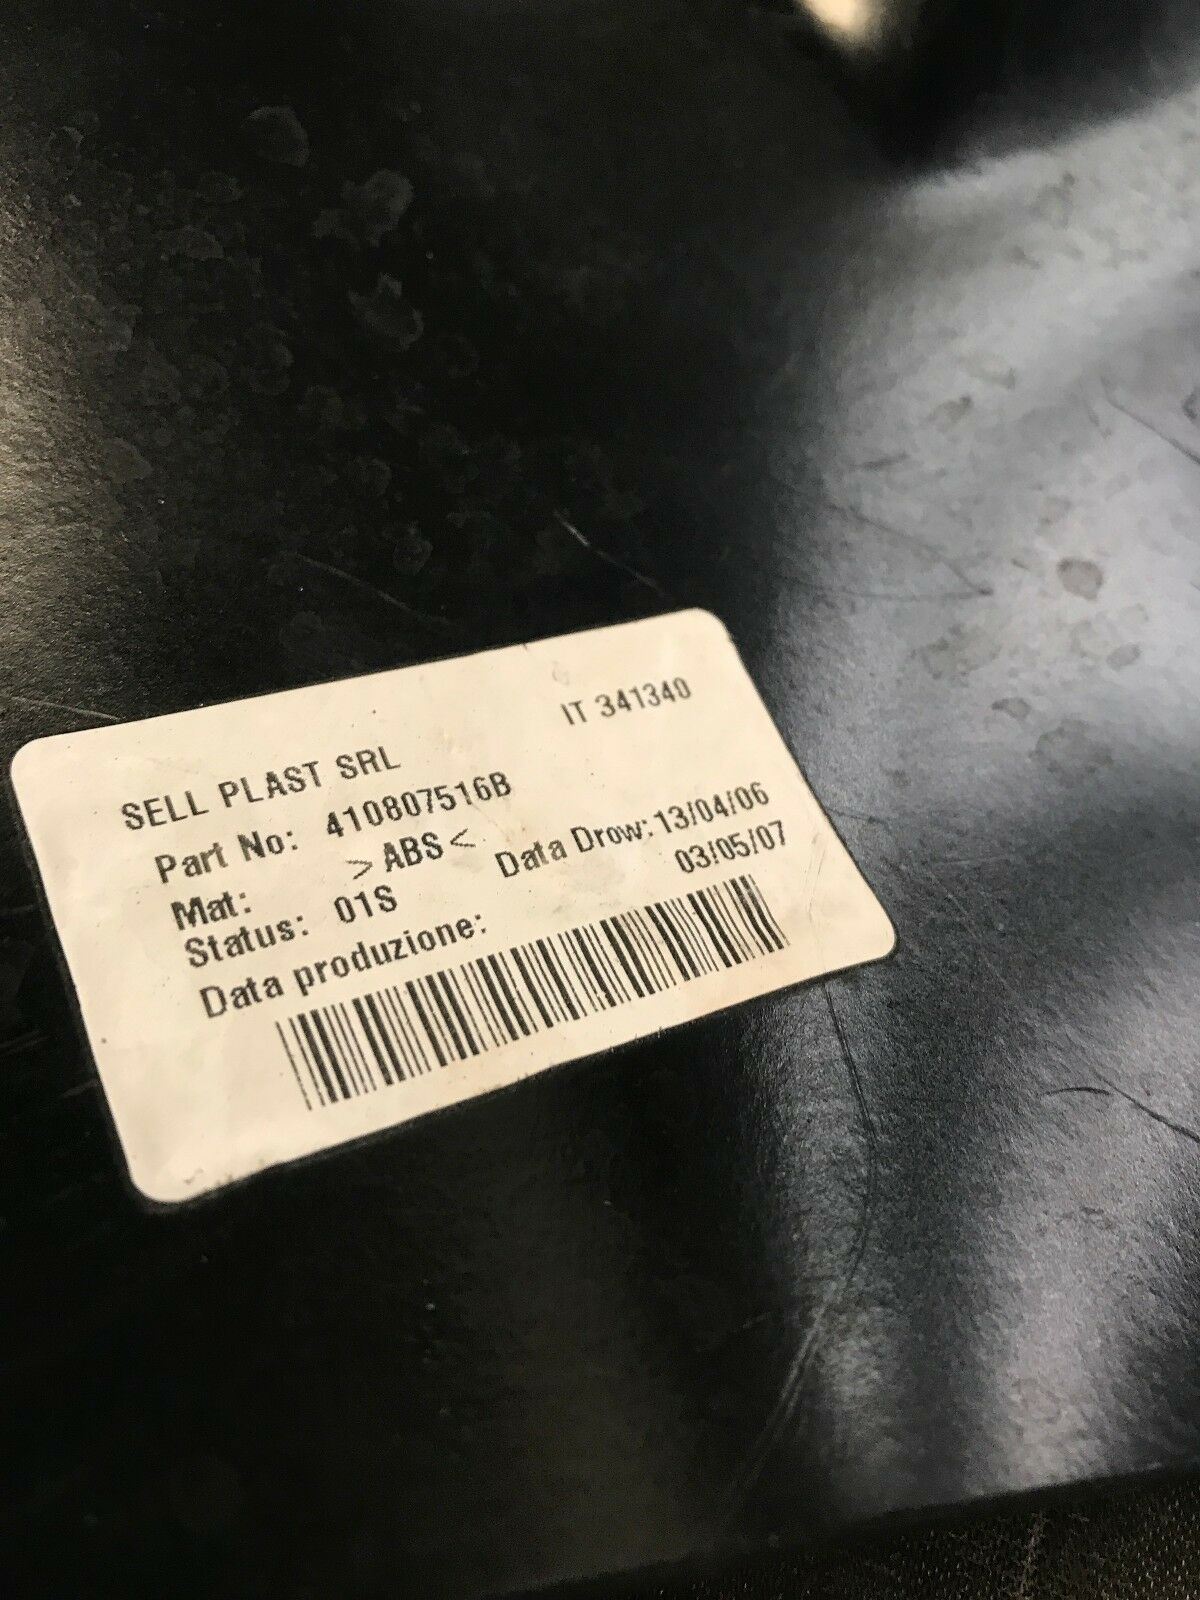 IT 341340
SELL PLAST SRL
Part No: 410807516B
Mat: >ABS<
Status: 01S Data Drow: 13/04/06
Data produzione: 03/05/07